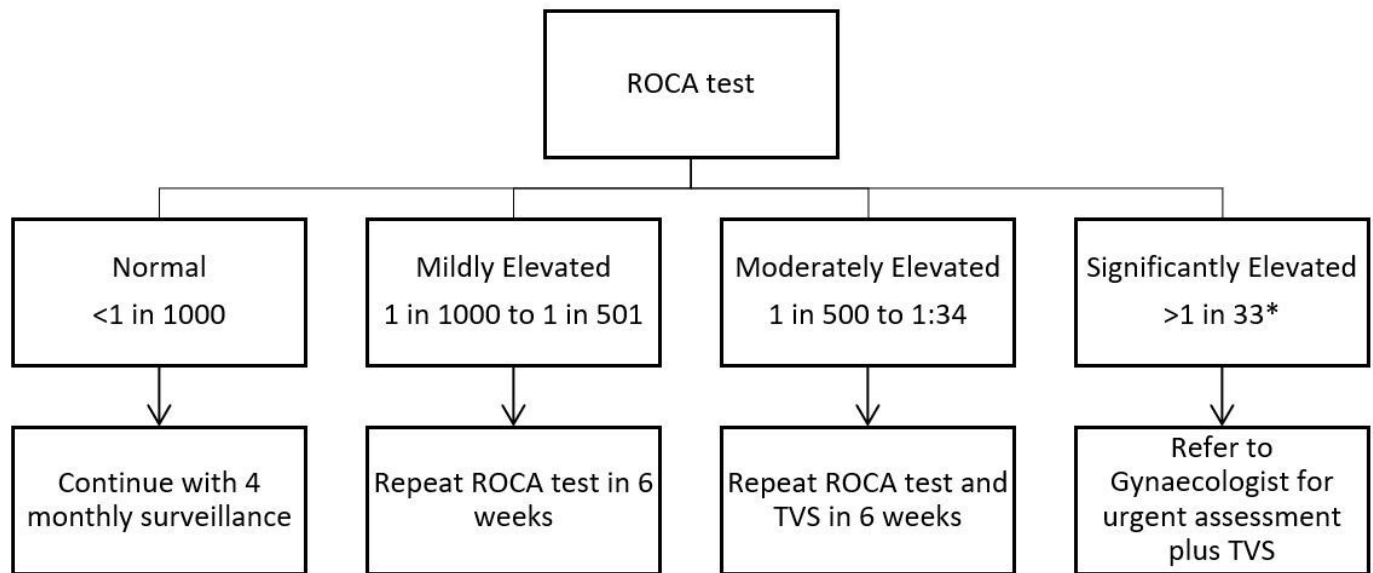 ROCA test
Normal
<1 in 1000
Mildly Elevated
1 in 1000 to 1 in 501
Moderately Elevated
1 in 500 to 1:34
Significantly Elevated
>1 in 33*
Continue with 4
monthly surveillance
Repeat ROCA test in 6
weeks
Repeat ROCA test and
TVS in 6 weeks
Refer to
Gynaecologist for
urgent assessment
plus TVS